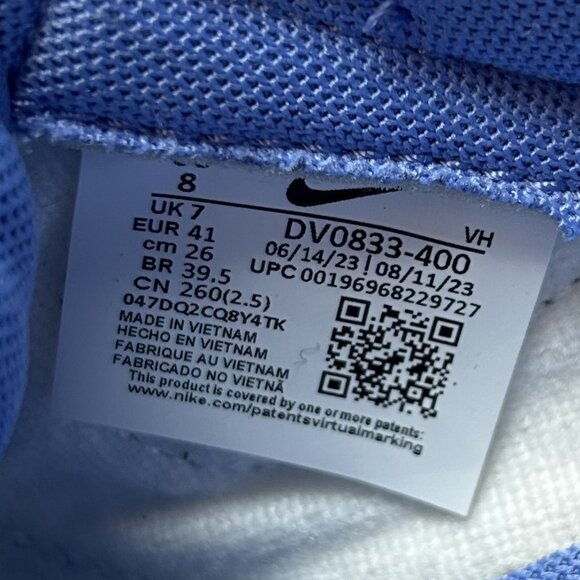 8
UK 7
EUR 41
cm 26
BR 39.5
CN 260(2.5)
047DQ2CQ8Y4TK
MADE IN VIETNAM
HECHO EN VIETNAM
FABRIQUE AU VIETNAM
FABRICADO NO VIETNÃ
VH
DV0833-400
06/14/23 | 08/11/23
UPC 00196968229727
This product is covered by one or more patents:
www.nike.com/patentsvirtualmarking